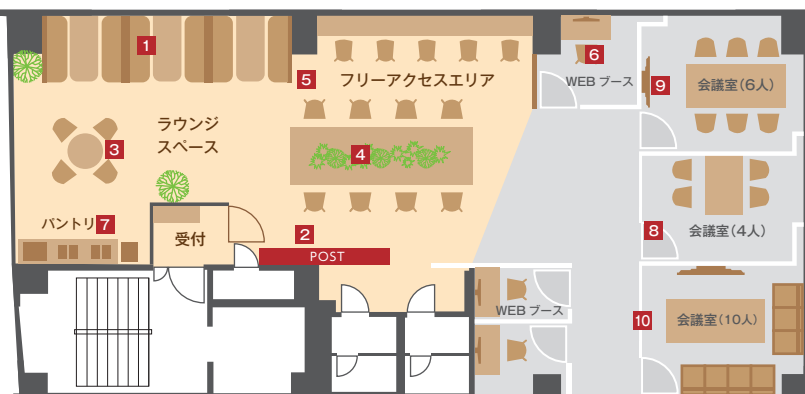 1
6
WEB ブース
5
フリーアクセスエリア
9
会議室(6人)
ラウンジ
スペース
3
4
パントリ
7
受付
2
POST
8
会議室(4人)
WEB ブース
10
会議室(10人)